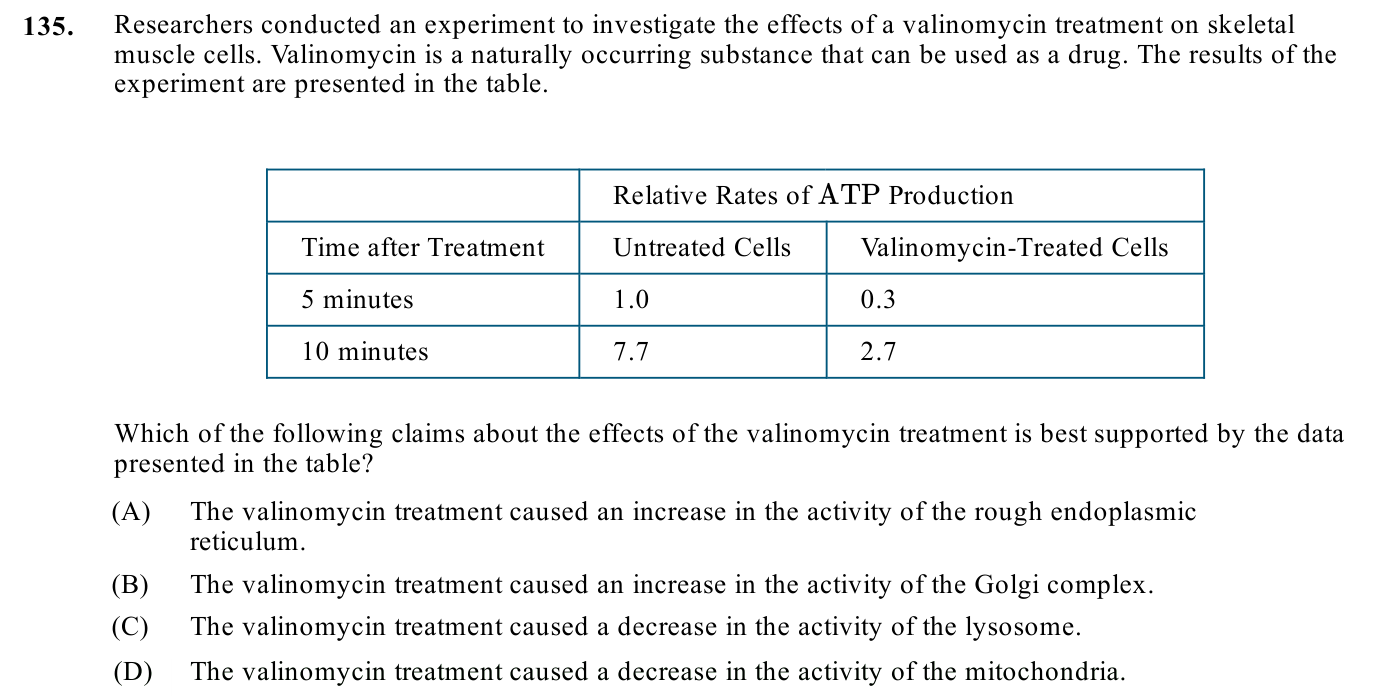 135. Researchers conducted an experiment to investigate the effects of a valinomycin treatment on skeletal
muscle cells. Valinomycin is a naturally occurring substance that can be used as a drug. The results of the
experiment are presented in the table.
Relative Rates of ATP Production
Time after Treatment Untreated Cells Valinomycin-Treated Cells
5 minutes 1.0 0.3
10 minutes 7.7 2.7
Which of the following claims about the effects of the valinomycin treatment is best supported by the data
presented in the table?
(A) The valinomycin treatment caused an increase in the activity of the rough endoplasmic
reticulum.
(B) The valinomycin treatment caused an increase in the activity of the Golgi complex.
(C) The valinomycin treatment caused a decrease in the activity of the lysosome.
(D) The valinomycin treatment caused a decrease in the activity of the mitochondria.